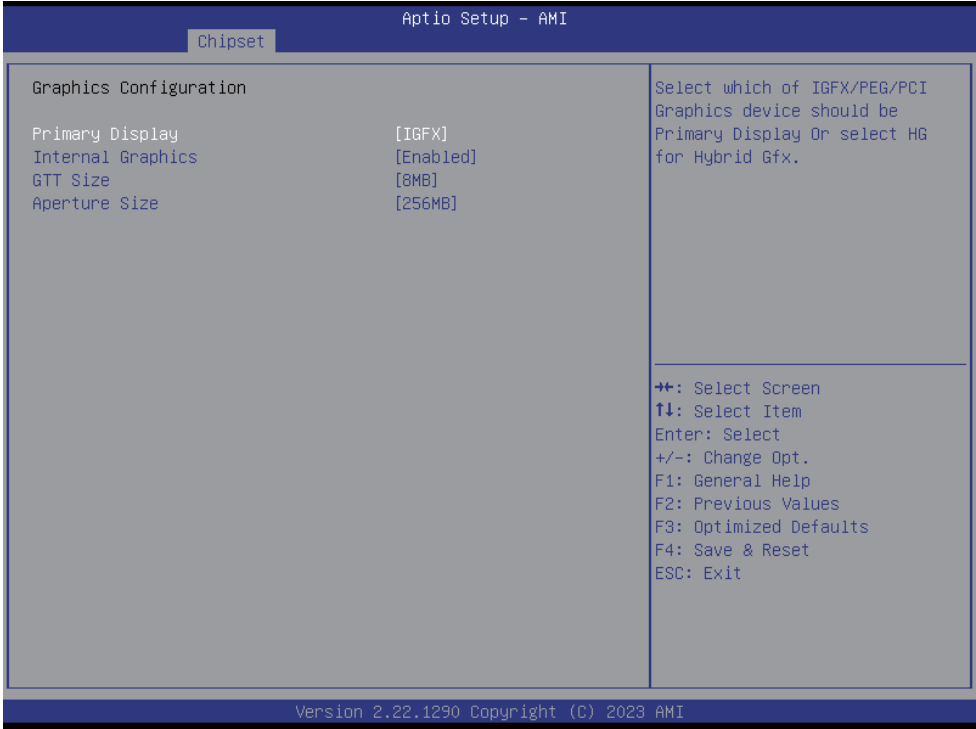 Aptio Setup – AMI
Chipset
Graphics Configuration
Primary Display [IGFX]
Internal Graphics [Enabled]
GTT Size [8MB]
Aperture Size [256MB]
Select which of IGFX/PEG/PCI
Graphics device should be
Primary Display Or select HG
for Hybrid Gfx.
→←: Select Screen
↑↓: Select Item
Enter: Select
+/-: Change Opt.
F1: General Help
F2: Previous Values
F3: Optimized Defaults
F4: Save & Reset
ESC: Exit
Version 2.22.1290 Copyright (C) 2023 AMI